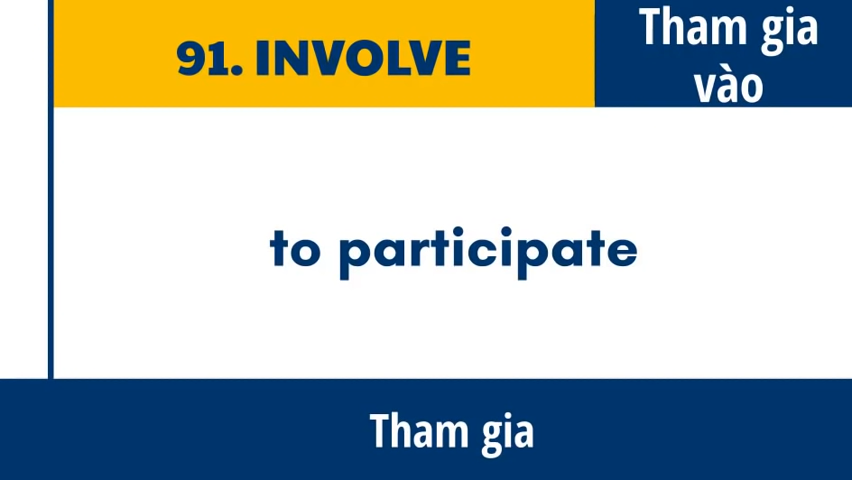 91. INVOLVE
Tham gia
vào
to participate
Tham gia